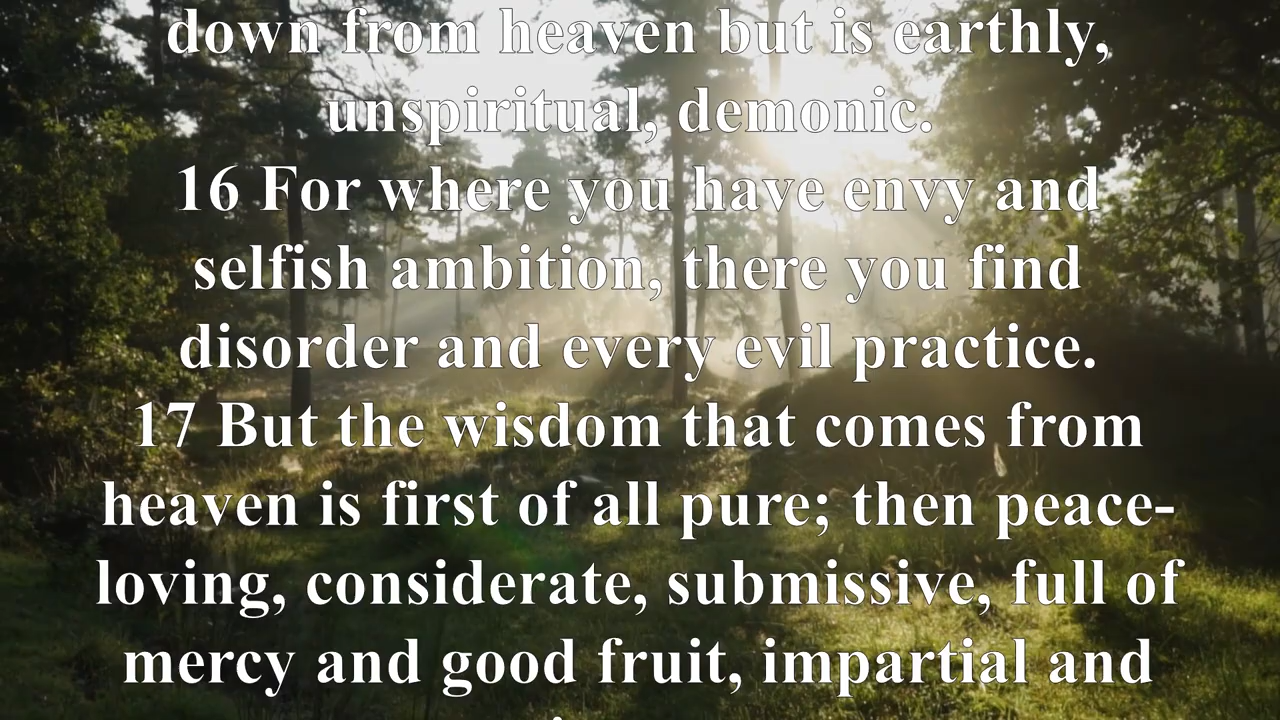 down from heaven but is earthly,
unspiritual, demonic.
16 For where you have envy and
selfish ambition, there you find
disorder and every evil practice.
17 But the wisdom that comes from
heaven is first of all pure; then peace-
loving, considerate, submissive, full of
mercy and good fruit, impartial and